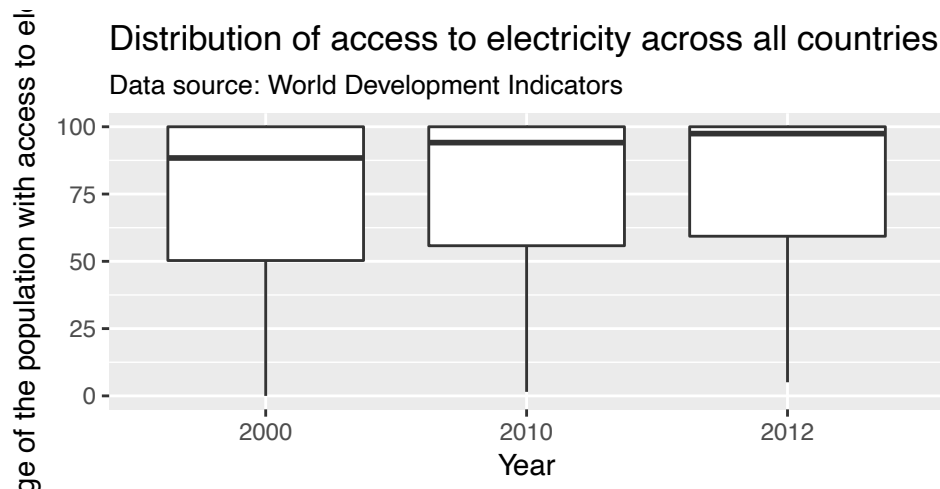 Distribution of access to electricity across all countries
Data source: World Development Indicators
of the population with access to
100
75
50
25
0
2000
2010
2012
Year